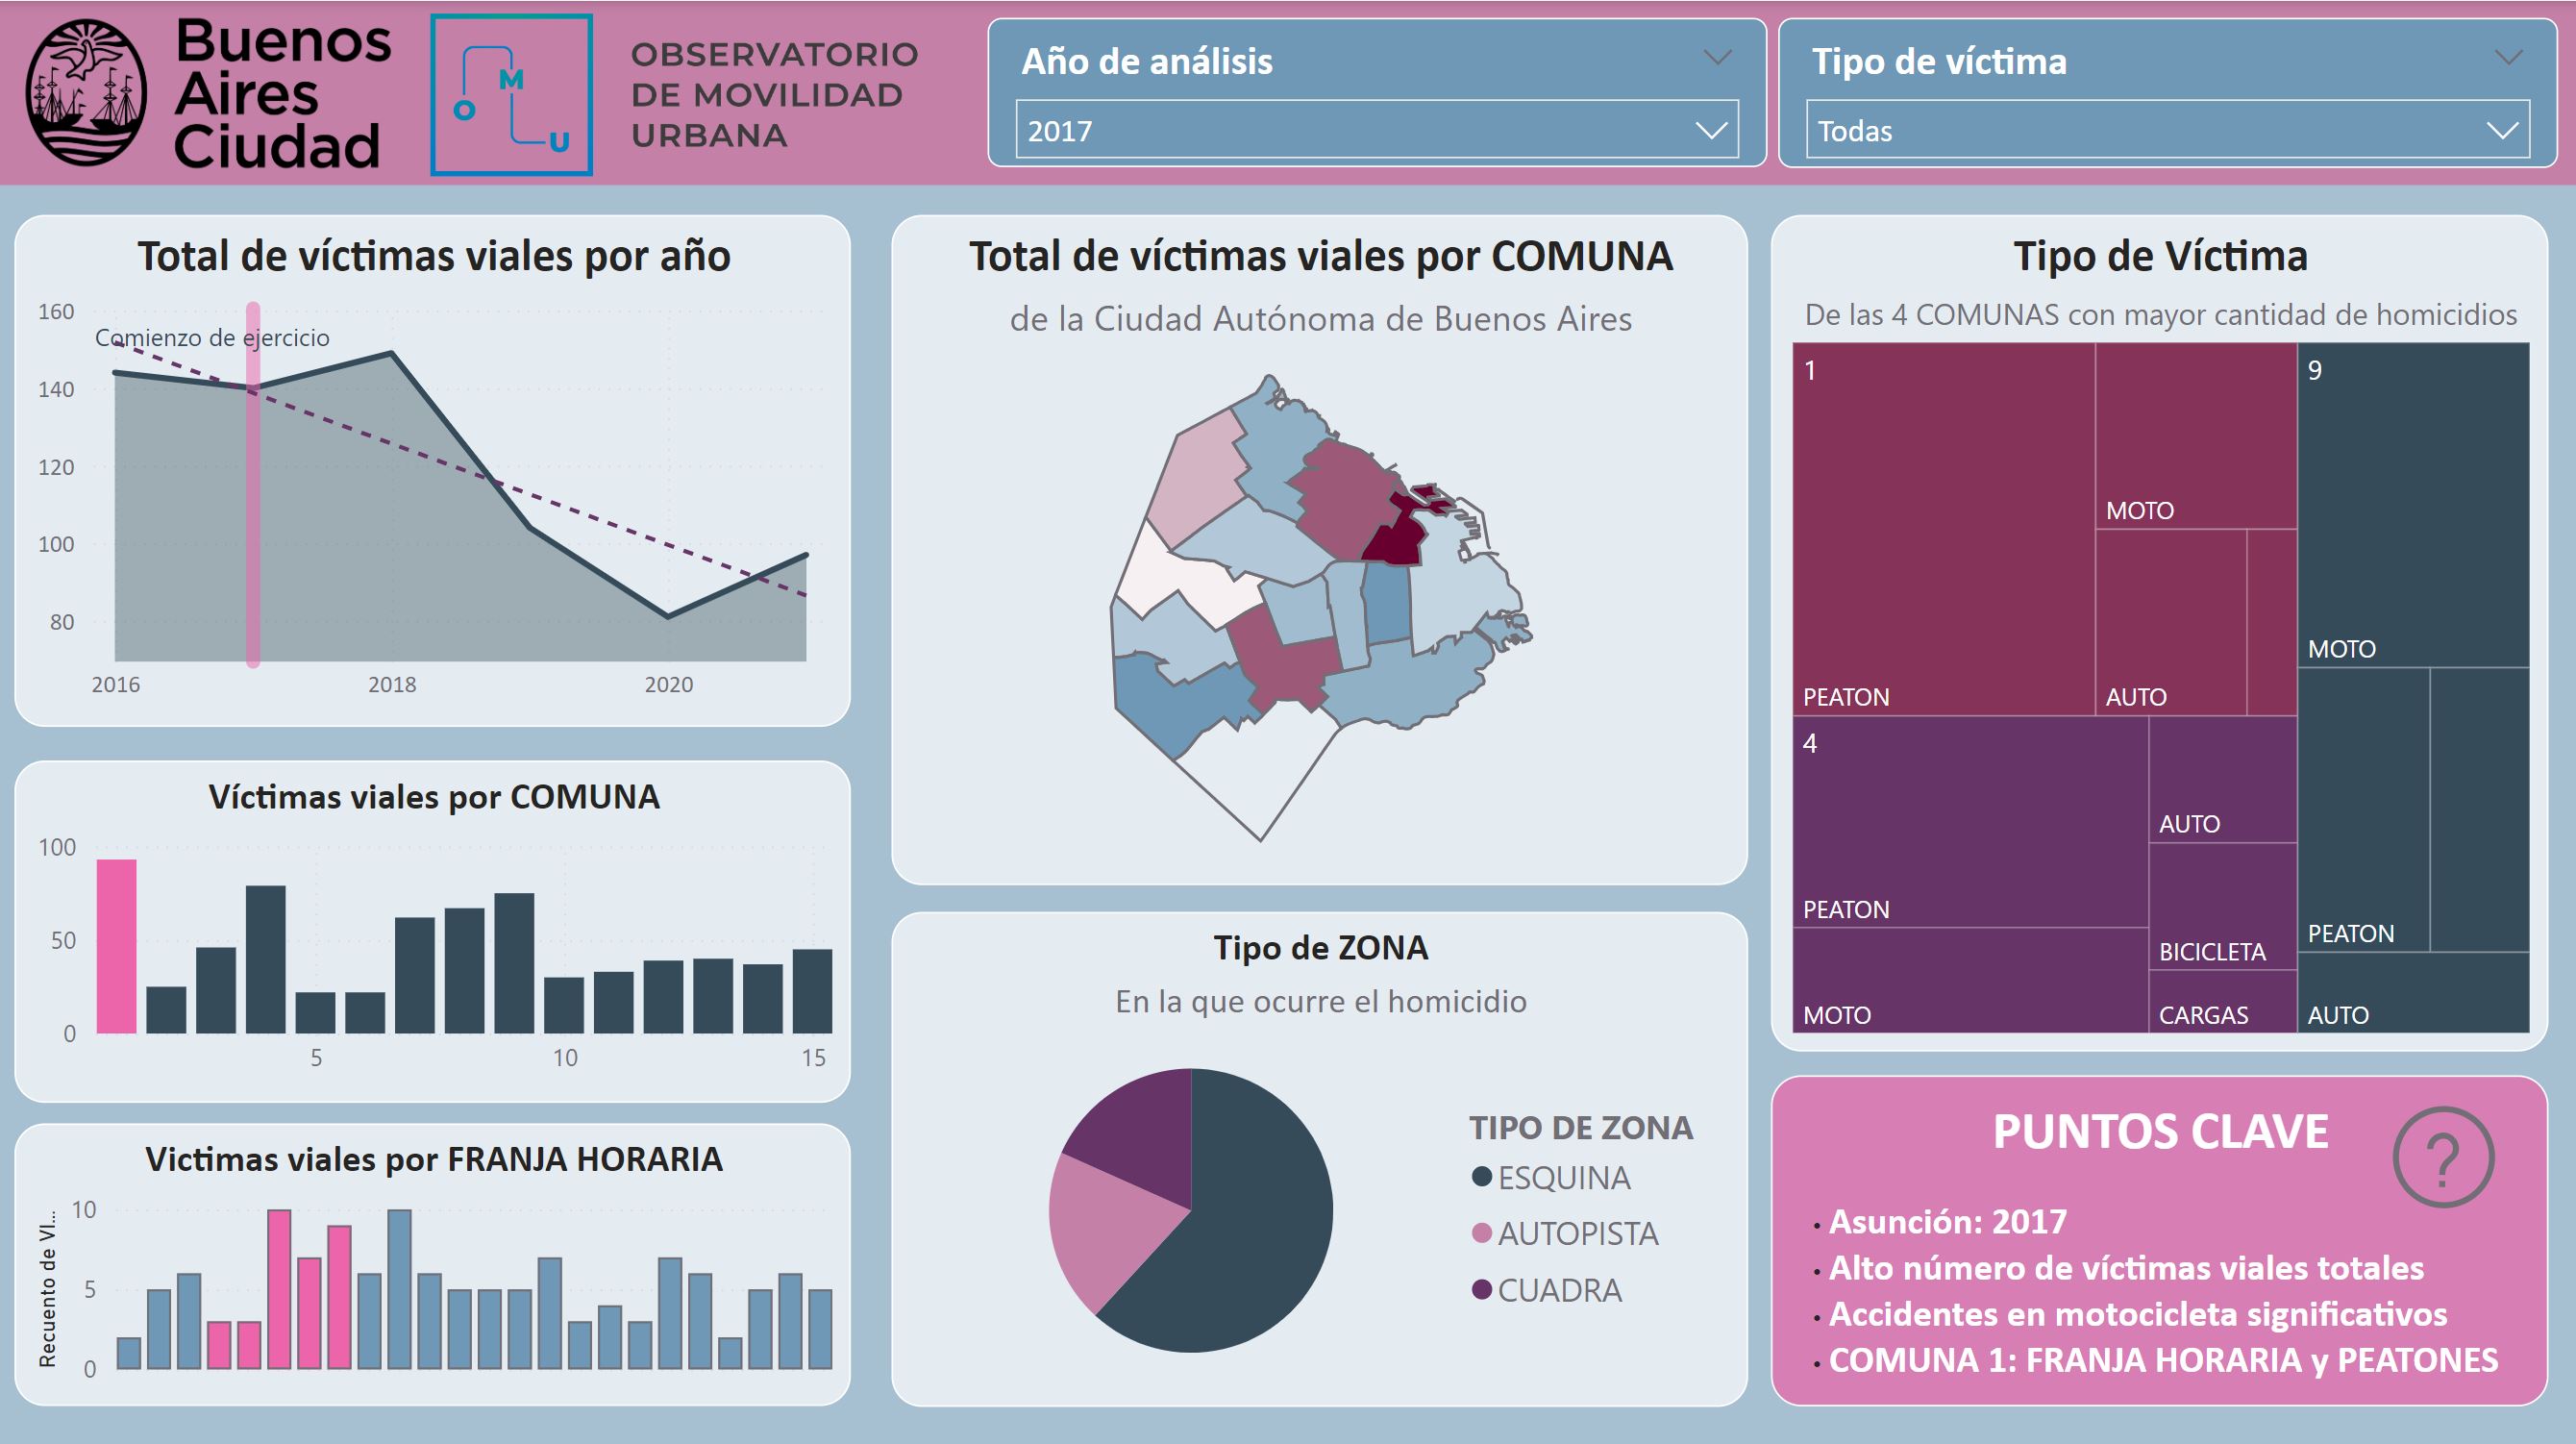 Buenos
Aires
Ciudad
O
M
U
OBSERVATORIO
DE MOVILIDAD
URBANA
Año de análisis
2017
Tipo de víctima
Todas
Total de víctimas viales por año
160
140
120
100
80
Comienzo de ejercicio
2016
2018
2020
Víctimas viales por COMUNA
100
50
0
5
10
15
Victimas viales por FRANJA HORARIA
Recuento de VI...
10
5
0
Total de víctimas viales por COMUNA
de la Ciudad Autónoma de Buenos Aires
Tipo de ZONA
En la que ocurre el homicidio
TIPO DE ZONA
ESQUINA
AUTOPISTA
CUADRA
Tipo de Víctima
De las 4 COMUNAS con mayor cantidad de homicidios
1
PEATON
MOTO
AUTO
4
PEATON
MOTO
AUTO
BICICLETA
CARGAS
9
MOTO
PEATON
AUTO
PUNTOS CLAVE
?
· Asunción: 2017
· Alto número de víctimas viales totales
· Accidentes en motocicleta significativos
· COMUNA 1: FRANJA HORARIA y PEATONES